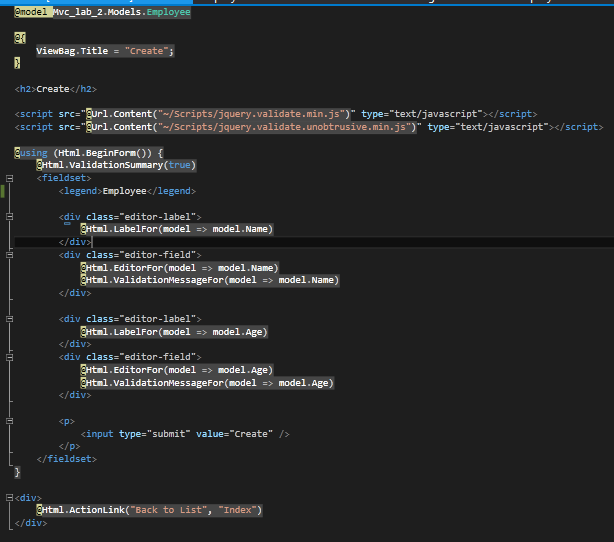 @model Mvc_lab_2.Models.Employee
@{
ViewBag.Title = "Create";
}
<h2>Create</h2>
<script src="@Url.Content("~/Scripts/jquery.validate.min.js")" type="text/javascript"></script>
<script src="@Url.Content("~/Scripts/jquery.validate.unobtrusive.min.js")" type="text/javascript"></script>
@using (Html.BeginForm()) {
@Html.ValidationSummary(true)
<fieldset>
<legend>Employee</legend>
<div class="editor-label">
@Html.LabelFor(model => model.Name)
</div>
<div class="editor-field">
@Html.EditorFor(model => model.Name)
@Html.ValidationMessageFor(model => model.Name)
</div>
<div class="editor-label">
@Html.LabelFor(model => model.Age)
</div>
<div class="editor-field">
@Html.EditorFor(model => model.Age)
@Html.ValidationMessageFor(model => model.Age)
</div>
<p>
<input type="submit" value="Create" />
</p>
</fieldset>
}
<div>
@Html.ActionLink("Back to List", "Index")
</div>